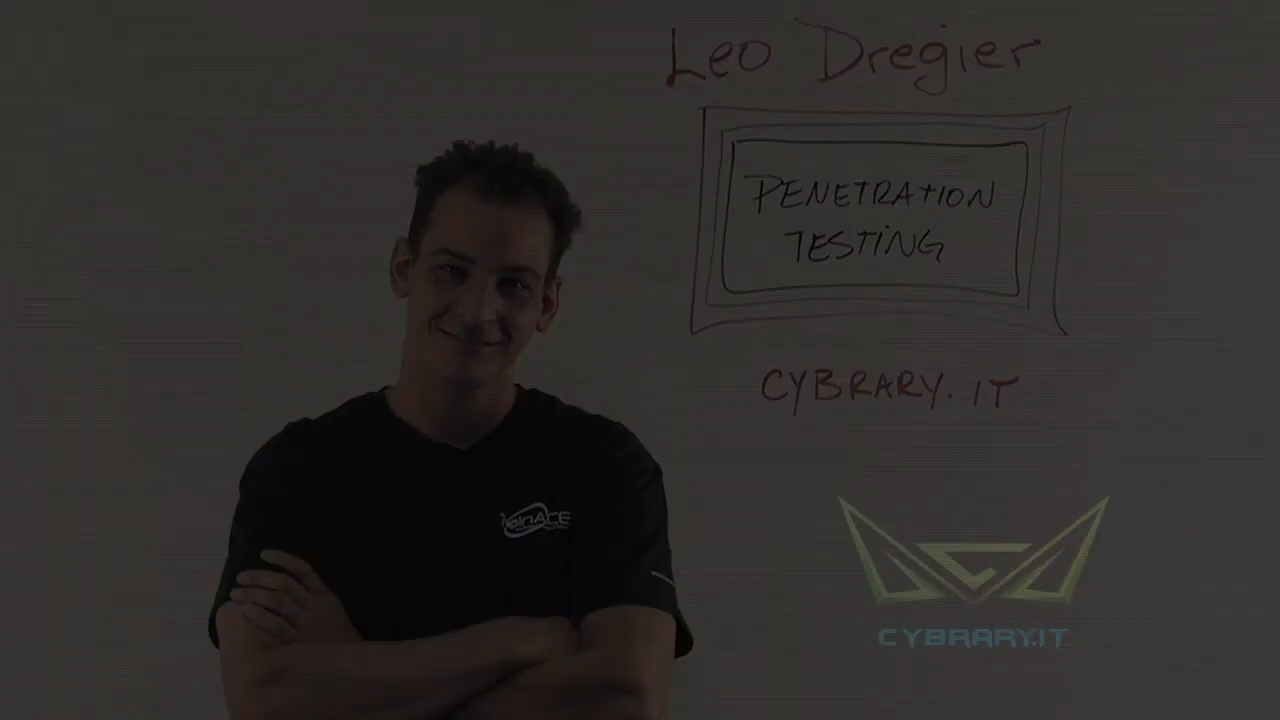 Leo Dregier
PENETRATION
TESTING
CYBRARY.IT
CYBRARY.IT